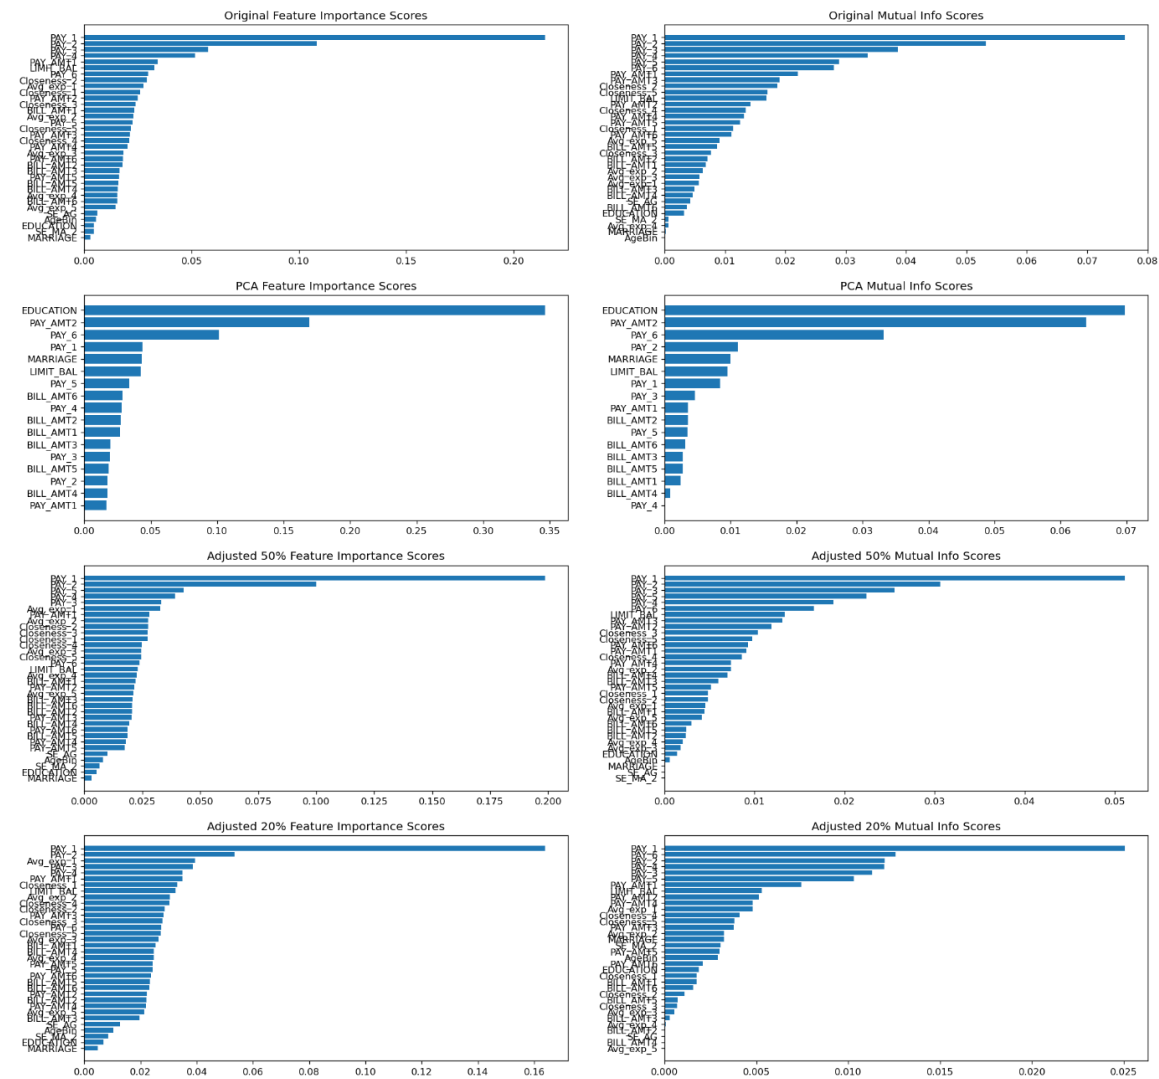 Original Feature Importance Scores
PAY_1
PAY_2
PAY_3
PAY_4
PAY_AMT1
LIMIT_BAL
PAY_6
Closeness_2
Avg_exp_1
Closeness_1
PAY_AMT2
Closeness_3
BILL_AMT1
Avg_exp_2
PAY_5
Closeness_5
PAY_AMT3
Closeness_4
PAY_AMT4
Avg_exp_3
PAY_AMT6
BILL_AMT2
BILL_AMT3
PAY_AMT5
BILL_AMT5
BILL_AMT4
Avg_exp_4
BILL_AMT6
Avg_exp_5
SE_AG
AgeBin
EDUCATION
SE_MA_2
MARRIAGE
0.00 0.05 0.10 0.15 0.20
Original Mutual Info Scores
PAY_1
PAY_2
PAY_3
PAY_4
PAY_5
PAY_6
PAY_AMT1
PAY_AMT3
Closeness_2
Closeness_5
LIMIT_BAL
PAY_AMT2
Closeness_4
PAY_AMT4
PAY_AMT5
Closeness_1
PAY_AMT6
Avg_exp_5
BILL_AMT5
Closeness_3
BILL_AMT2
BILL_AMT1
Avg_exp_2
Avg_exp_3
Avg_exp_1
BILL_AMT3
BILL_AMT4
SE_AG
BILL_AMT6
EDUCATION
SE_MA_2
Avg_exp_4
MARRIAGE
AgeBin
0.00 0.01 0.02 0.03 0.04 0.05 0.06 0.07 0.08
PCA Feature Importance Scores
EDUCATION
PAY_AMT2
PAY_6
PAY_1
MARRIAGE
LIMIT_BAL
PAY_5
BILL_AMT6
PAY_4
BILL_AMT2
BILL_AMT1
BILL_AMT3
PAY_3
BILL_AMT5
PAY_2
BILL_AMT4
PAY_AMT1
0.00 0.05 0.10 0.15 0.20 0.25 0.30 0.35
PCA Mutual Info Scores
EDUCATION
PAY_AMT2
PAY_6
PAY_2
MARRIAGE
LIMIT_BAL
PAY_1
PAY_3
PAY_AMT1
BILL_AMT2
PAY_5
BILL_AMT6
BILL_AMT3
BILL_AMT5
BILL_AMT1
BILL_AMT4
PAY_4
0.00 0.01 0.02 0.03 0.04 0.05 0.06 0.07
Adjusted 50% Feature Importance Scores
PAY_1
PAY_2
PAY_5
PAY_4
PAY_3
Avg_exp_1
PAY_AMT1
Avg_exp_2
Closeness_2
Closeness_3
Closeness_1
Closeness_4
Avg_exp_3
Closeness_5
PAY_6
LIMIT_BAL
Avg_exp_4
BILL_AMT1
PAY_AMT2
Avg_exp_5
BILL_AMT3
BILL_AMT6
BILL_AMT2
PAY_AMT3
BILL_AMT4
PAY_AMT6
BILL_AMT5
PAY_AMT4
PAY_AMT5
SE_AG
AgeBin
SE_MA_2
EDUCATION
MARRIAGE
0.000 0.025 0.050 0.075 0.100 0.125 0.150 0.175 0.200
Adjusted 50% Mutual Info Scores
PAY_1
PAY_2
PAY_4
PAY_6
LIMIT_BAL
PAY_AMT3
PAY_AMT2
Closeness_3
Closeness_5
PAY_AMT6
PAY_AMT1
Closeness_4
PAY_AMT4
Avg_exp_2
BILL_AMT4
BILL_AMT3
PAY_AMT5
Closeness_1
Closeness_2
Avg_exp_1
BILL_AMT1
Avg_exp_5
BILL_AMT6
BILL_AMT5
BILL_AMT2
Avg_exp_4
Avg_exp_3
EDUCATION
AgeBin
MARRIAGE
SE_AG
SE_MA_2
0.00 0.01 0.02 0.03 0.04 0.05
Adjusted 20% Feature Importance Scores
PAY_1
PAY_2
Avg_exp_1
PAY_3
PAY_4
PAY_AMT1
Closeness_1
LIMIT_BAL
Avg_exp_2
Closeness_4
Closeness_2
PAY_AMT3
Closeness_3
PAY_6
Closeness_5
Avg_exp_3
BILL_AMT1
BILL_AMT4
Avg_exp_4
PAY_AMT5
PAY_5
PAY_AMT6
BILL_AMT5
BILL_AMT6
PAY_AMT2
BILL_AMT2
PAY_AMT4
Avg_exp_5
BILL_AMT3
SE_AG
AgeBin
SE_MA_2
EDUCATION
MARRIAGE
0.00 0.02 0.04 0.06 0.08 0.10 0.12 0.14 0.16
Adjusted 20% Mutual Info Scores
PAY_1
PAY_6
PAY_2
PAY_4
PAY_3
PAY_5
PAY_AMT1
LIMIT_BAL
PAY_AMT2
PAY_AMT4
Avg_exp_1
Closeness_4
Closeness_5
PAY_AMT3
Avg_exp_2
MARRIAGE
SE_MA_2
PAY_AMT5
AgeBin
PAY_AMT6
EDUCATION
Closeness_1
BILL_AMT1
BILL_AMT6
Closeness_2
BILL_AMT5
Closeness_3
Avg_exp_3
BILL_AMT3
Avg_exp_4
BILL_AMT2
SE_AG
BILL_AMT4
Avg_exp_5
0.000 0.005 0.010 0.015 0.020 0.025